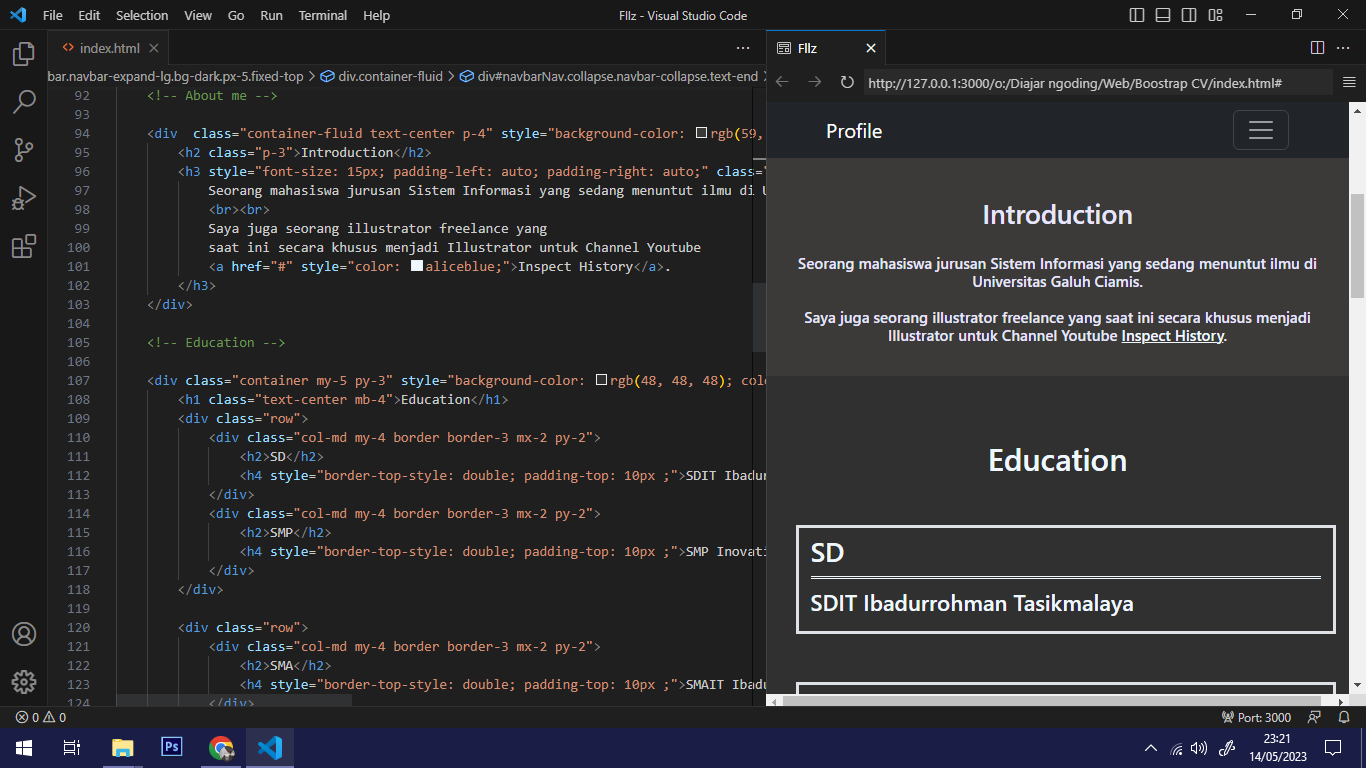 File Edit Selection View Go Run Terminal Help
Fllz - Visual Studio Code
index.html
Fllz
bar.navbar-expand-lg.bg-dark.px-5.fixed-top > div.container-fluid > div#navbarNav.collapse.navbar-collapse.text-end >
http://127.0.0.1:3000/o:/Diajar ngoding/Web/Boostrap CV/index.html#
92 <!-- About me -->
93
94 <div  class="container-fluid text-center p-4" style="background-color: rgb(59,
95 <h2 class="p-3">Introduction</h2>
96 <h3 style="font-size: 15px; padding-left: auto; padding-right: auto;" class="
97 Seorang mahasiswa jurusan Sistem Informasi yang sedang menuntut ilmu di U
98 <br><br>
99 Saya juga seorang illustrator freelance yang
100 saat ini secara khusus menjadi Illustrator untuk Channel Youtube
101 <a href="#" style="color: aliceblue;">Inspect History</a>.
102 </h3>
103 </div>
104
105 <!-- Education -->
106
107 <div class="container my-5 py-3" style="background-color: rgb(48, 48, 48); colo
108 <h1 class="text-center mb-4">Education</h1>
109 <div class="row">
110 <div class="col-md my-4 border border-3 mx-2 py-2">
111 <h2>SD</h2>
112 <h4 style="border-top-style: double; padding-top: 10px ;">SDIT Ibadur
113 </div>
114 <div class="col-md my-4 border border-3 mx-2 py-2">
115 <h2>SMP</h2>
116 <h4 style="border-top-style: double; padding-top: 10px ;">SMP Inovati
117 </div>
118 </div>
119
120 <div class="row">
121 <div class="col-md my-4 border border-3 mx-2 py-2">
122 <h2>SMA</h2>
123 <h4 style="border-top-style: double; padding-top: 10px ;">SMAIT Ibad
124 </div>
Profile
Introduction
Seorang mahasiswa jurusan Sistem Informasi yang sedang menuntut ilmu di
Universitas Galuh Ciamis.
Saya juga seorang illustrator freelance yang saat ini secara khusus menjadi
Illustrator untuk Channel Youtube Inspect History.
Education
SD
SDIT Ibadurrohman Tasikmalaya
0 0
Port: 3000
Ps
23:21
14/05/2023